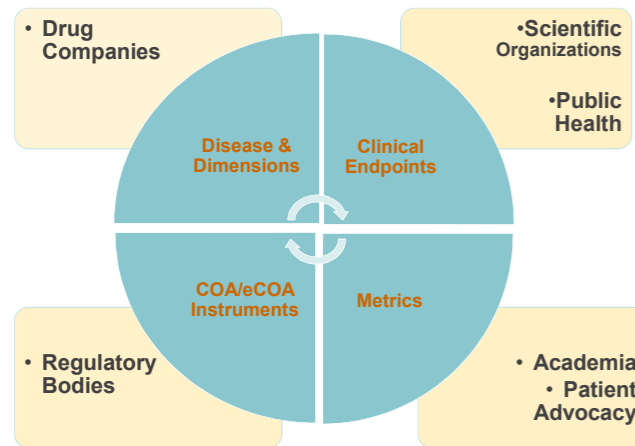 • Drug
Companies
•Scientific
Organizations
•Public
Health
Disease &
Dimensions
Clinical
Endpoints
COA/eCOA
Instruments
Metrics
• Regulatory
Bodies
• Academia
• Patient
Advocacy